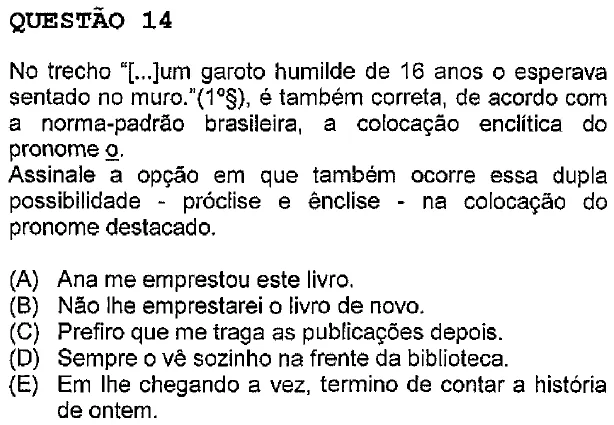 QUESTÃO 14
No trecho "[...]um garoto humilde de 16 anos o esperava
sentado no muro."(1º§), é também correta, de acordo com
a norma-padrão brasileira, a colocação enclítica do
pronome o.
Assinale a opção em que também ocorre essa dupla
possibilidade - próclise e ênclise - na colocação do
pronome destacado.
(A) Ana me emprestou este livro.
(B) Não lhe emprestarei o livro de novo.
(C) Prefiro que me traga as publicações depois.
(D) Sempre o vê sozinho na frente da biblioteca.
(E) Em lhe chegando a vez, termino de contar a história
de ontem.